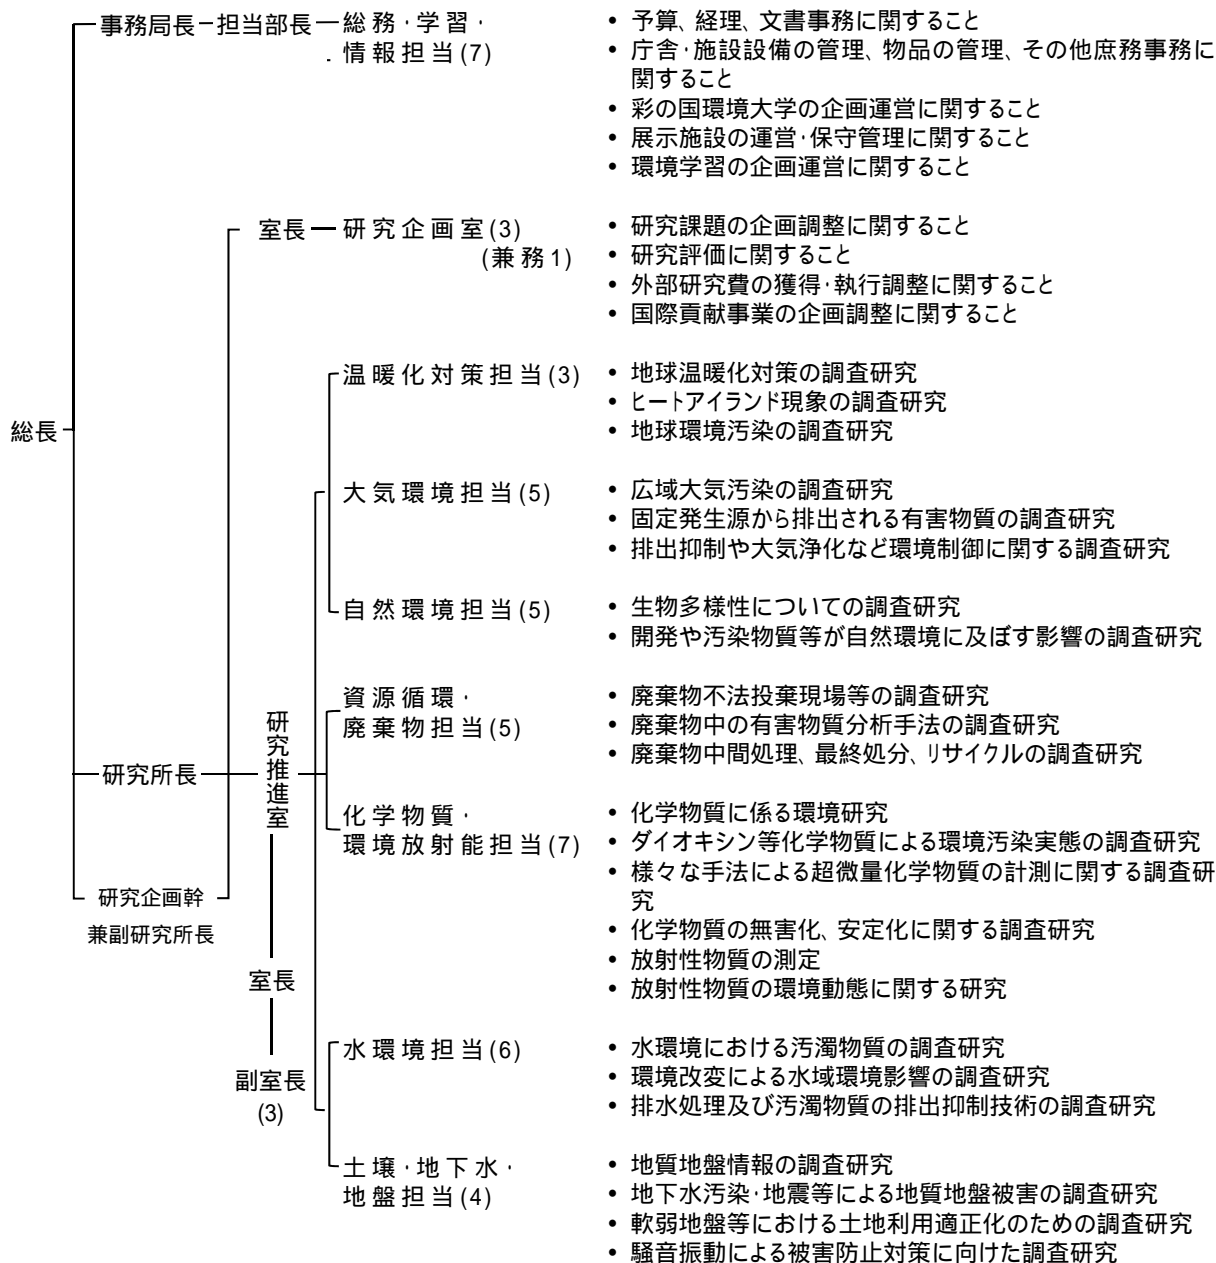 総長
事務局長
担当部長
総務・学習・
情報担当(7)
• 予算、経理、文書事務に関すること
• 庁舎・施設設備の管理、物品の管理、その他庶務事務に
関すること
• 彩の国環境大学の企画運営に関すること
• 展示施設の運営・保守管理に関すること
• 環境学習の企画運営に関すること
研究所長
研究企画幹
兼副研究所長
室長
研究企画室(3)
(兼務1)
• 研究課題の企画調整に関すること
• 研究評価に関すること
• 外部研究費の獲得・執行調整に関すること
• 国際貢献事業の企画調整に関すること
研究推進室
室長
副室長
(3)
温暖化対策担当(3)
• 地球温暖化対策の調査研究
• ヒートアイランド現象の調査研究
• 地球環境汚染の調査研究
大気環境担当(5)
• 広域大気汚染の調査研究
• 固定発生源から排出される有害物質の調査研究
• 排出抑制や大気浄化など環境制御に関する調査研究
自然環境担当(5)
• 生物多様性についての調査研究
• 開発や汚染物質等が自然環境に及ぼす影響の調査研究
資源循環・
廃棄物担当(5)
• 廃棄物不法投棄現場等の調査研究
• 廃棄物中の有害物質分析手法の調査研究
• 廃棄物中間処理、最終処分、リサイクルの調査研究
化学物質・
環境放射能担当(7)
• 化学物質に係る環境研究
• ダイオキシン等化学物質による環境汚染実態の調査研究
• 様々な手法による超微量化学物質の計測に関する調査研
究
• 化学物質の無害化、安定化に関する調査研究
• 放射性物質の測定
• 放射性物質の環境動態に関する研究
水環境担当(6)
• 水環境における汚濁物質の調査研究
• 環境改変による水域環境影響の調査研究
• 排水処理及び汚濁物質の排出抑制技術の調査研究
土壌・地下水・
地盤担当(4)
• 地質地盤情報の調査研究
• 地下水汚染・地震等による地質地盤被害の調査研究
• 軟弱地盤等における土地利用適正化のための調査研究
• 騒音振動による被害防止対策に向けた調査研究